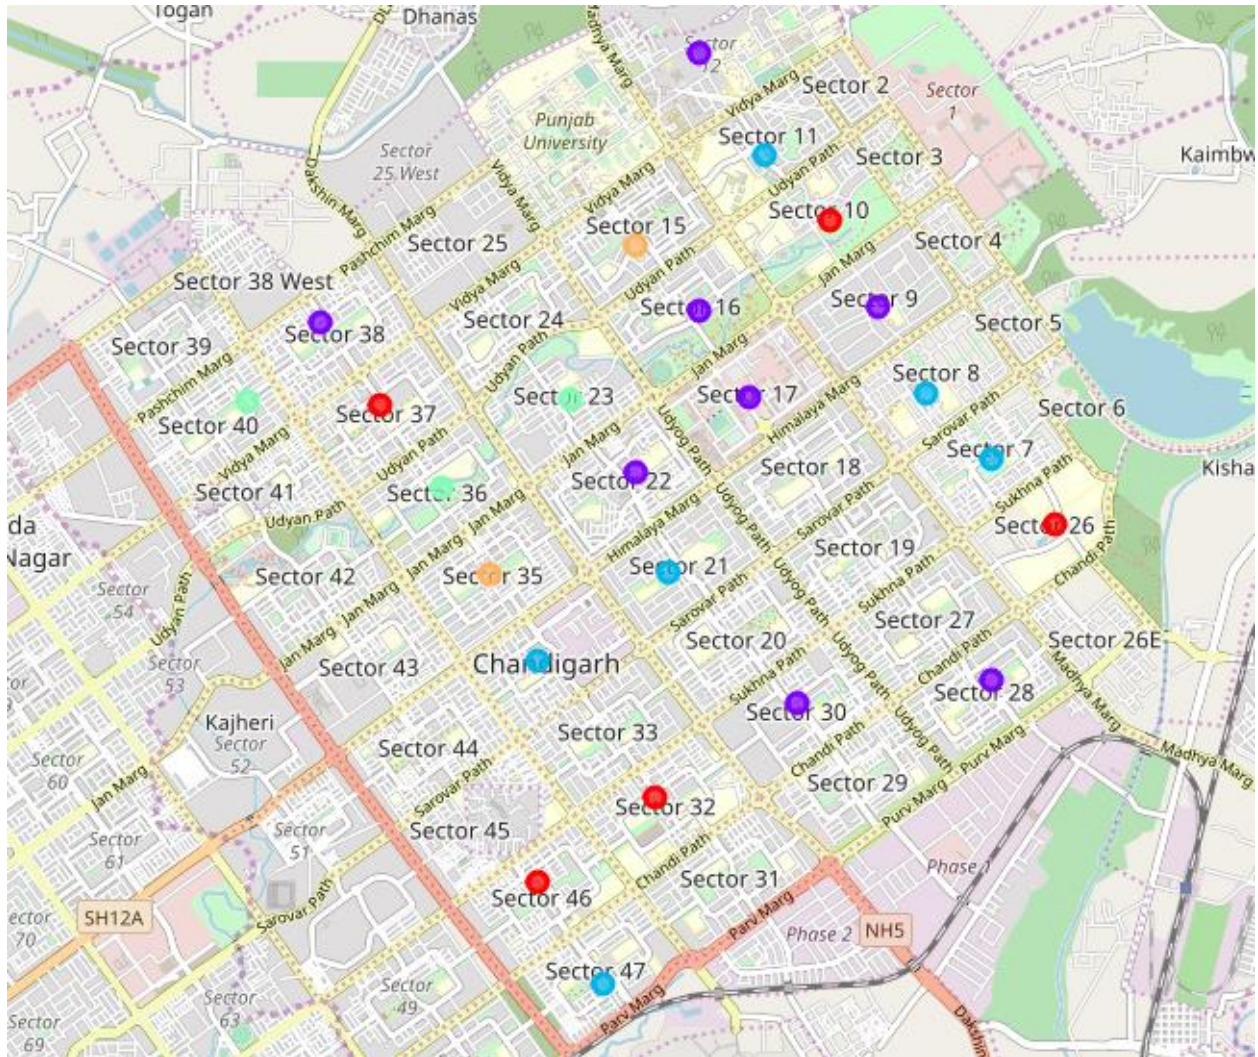 Togan
Dhanas
Madhya Marg
Sector
12
Sector 2
Sector
1
Vidya Marg
Punjab
University
Sector 11
Sector 3
Kaimbw
Sector
25 West
Udyan Path
Dakshin Marg
Vidya Marg
Vidya Marg
Sector 10
Sector 15
Sector 4
Pashchim Marg
Sector 25
Jan Marg
Sector 38 West
Vidya Marg
Udyan Path
Sector 9
Sector 16
Sector 24
Sector 5
Sector 38
Sector 39
Jan Marg
Udyan Path
Sector 8
Pashchim Marg
Sector 23
Sector 17
Himalaya Marg
Sector 6
Sector 37
Sarovar Path
Sector 40
Jan Marg
Udyog Path
Sector 7
Vidya Marg
Udyan Path
Sector 18
Kisha
Sector 22
Sukhna Path
Sector 41
Sector 36
Udyog Path
Sarovar Path
Udyan Path
Jan Marg
Himalaya Marg
Sector 26
da
Nagar
Sector 19
Jan Marg
Chandi Path
Sector 42
Sector 35
Sector 21
Sukhna Path
Sector
54
Udyog Path
Sarovar Path
Udyan Path
Jan Marg
Sector 27
Sector 20
Sector 26E
Jan Marg
Udyog Path
Chandi Path
Sector 43
Chandigarh
Sector
53
Sukhna Path
Madhya Marg
Sector 28
Sector 30
Kajheri
Sector
52
Sector 33
Udyog Path
Sector 44
Chandi Path
Purv Marg
Madhya Marg
Sector
60
Jan Marg
Sarovar Path
Sector 29
Sector 32
Purv Marg
Sector
51
Sector 45
Sector
61
Chandi Path
Phase 1
Sector 31
Sector 46
Sarovar Path
Parv Marg
SH12A
ector
70
Phase 2
NH5
Sector 47
Sector
63
Sector
49
Parv Marg
Sector
69
Dakshin